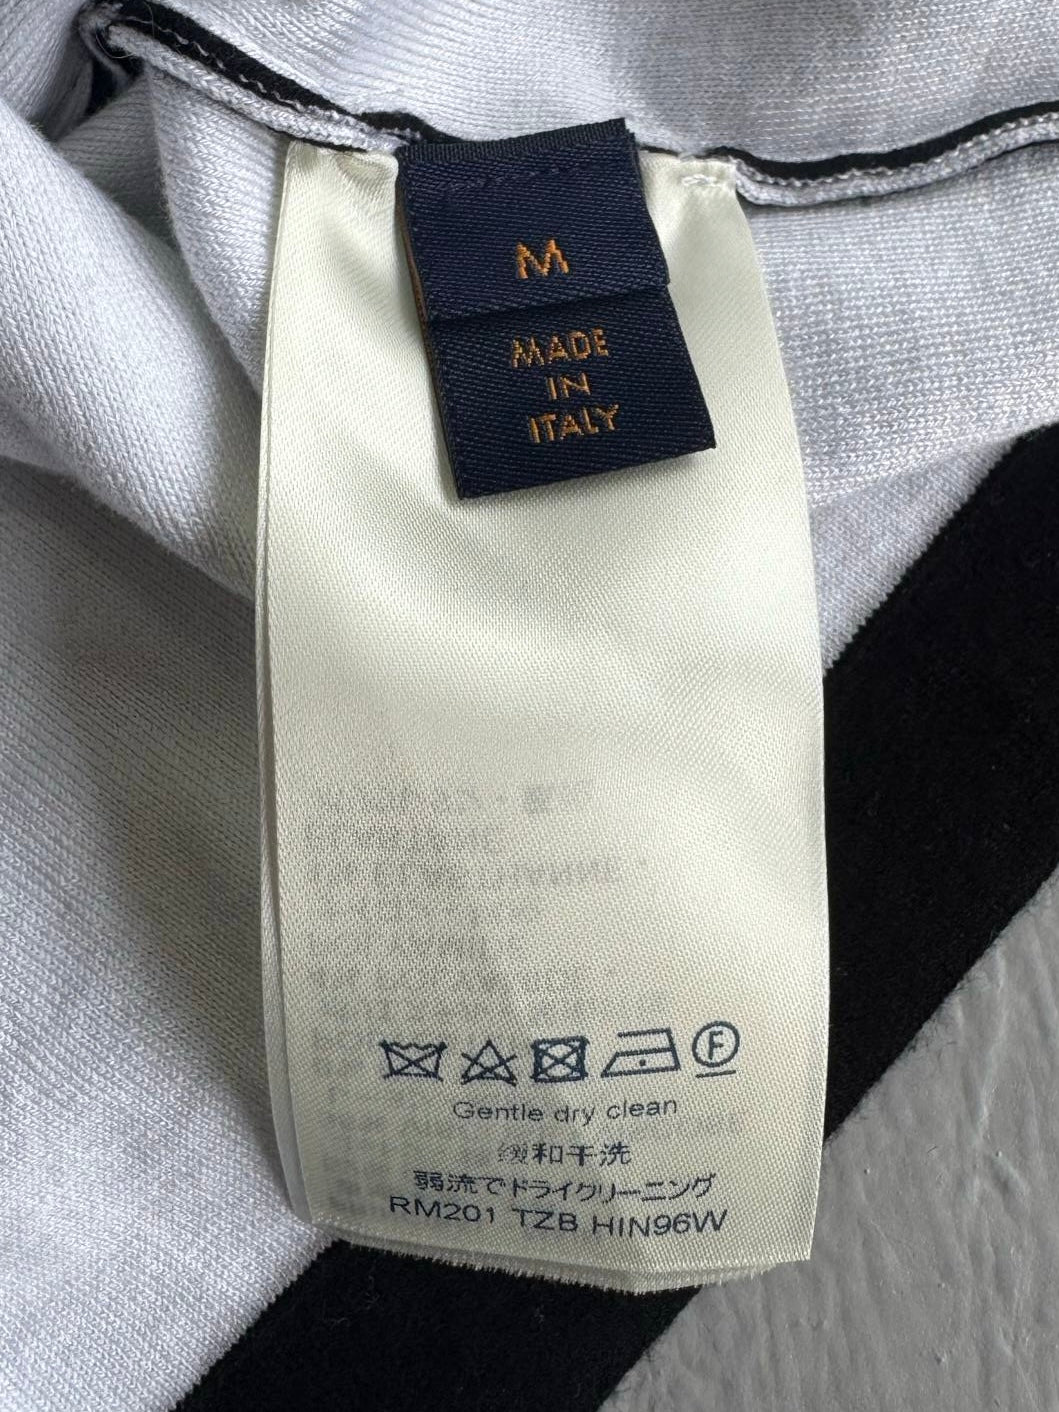 M
MADE
IN
ITALY
F
Gentle dry clean
缓和干洗
弱流でドライクリーニング
RM201 TZB HIN96W